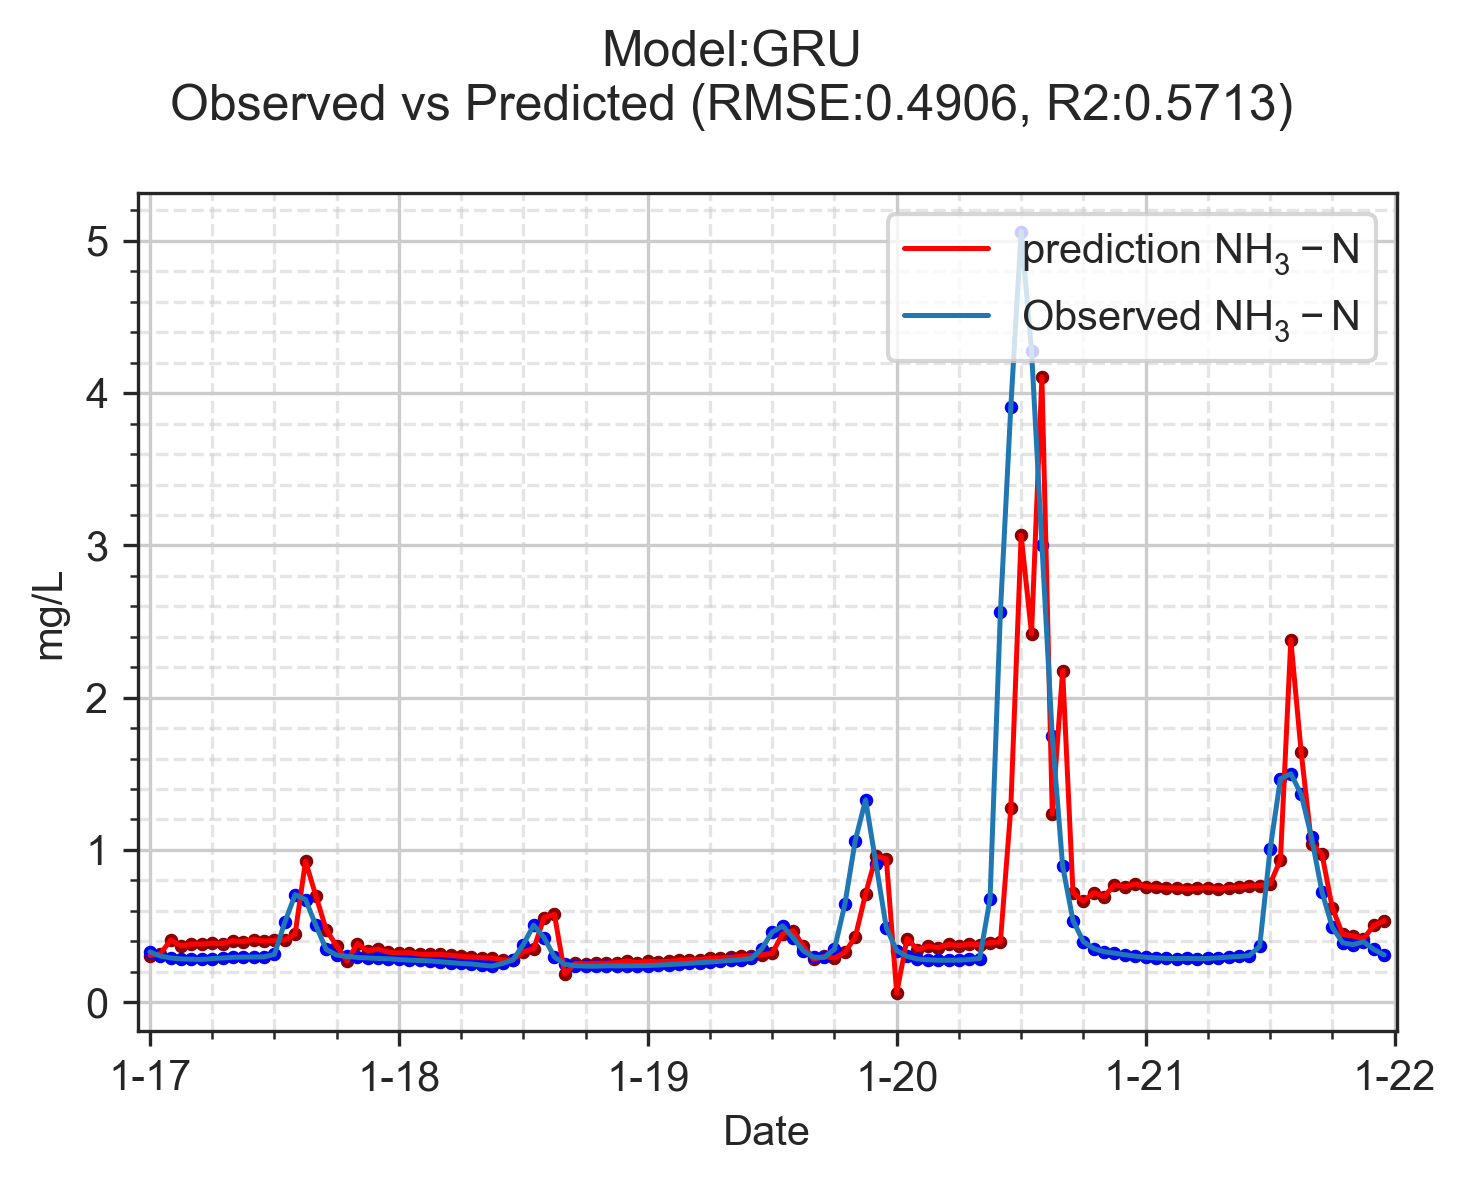 Model:GRU
Observed vs Predicted (RMSE:0.4906, R2:0.5713)
prediction NH₃ − N
Observed NH₃ − N
5
4
3
2
1
0
mg/L
1-17 1-18 1-19 1-20 1-21 1-22
Date